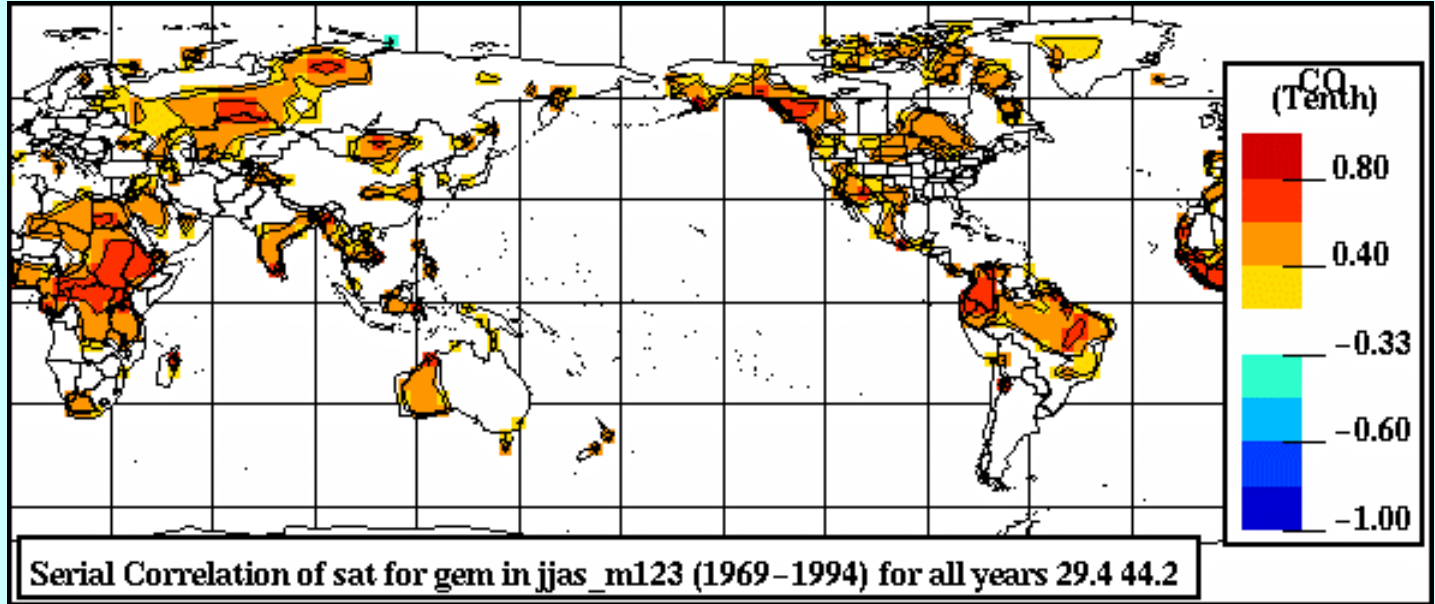 CO
(Tenth)
0.80
0.40
−0.33
−0.60
−1.00
Serial Correlation of sat for gem in jjas_m123 (1969−1994) for all years 29.4 44.2